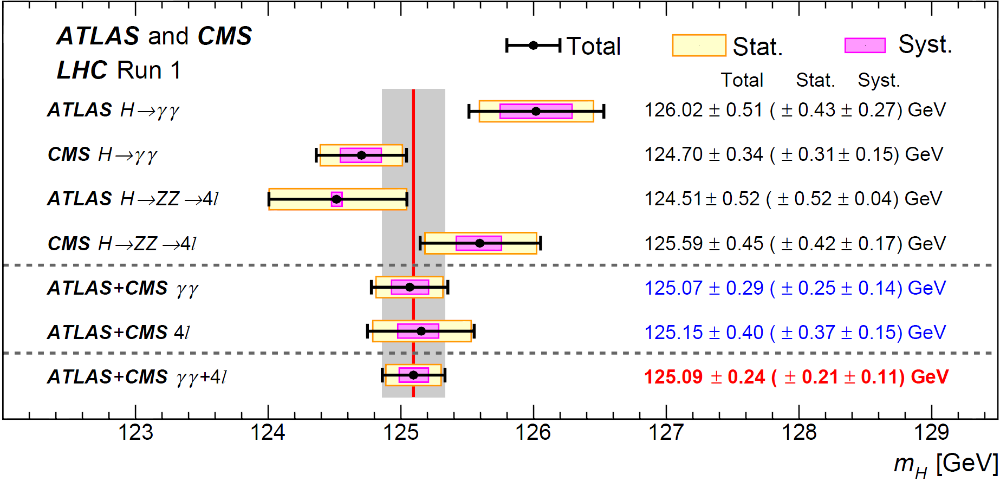 ATLAS and CMS
LHC Run 1
Total Stat. Syst.
Total Stat. Syst.
ATLAS H→γγ 126.02 ± 0.51 ( ± 0.43 ± 0.27) GeV
CMS H→γγ 124.70 ± 0.34 ( ± 0.31 ± 0.15) GeV
ATLAS H→ZZ→4l 124.51 ± 0.52 ( ± 0.52 ± 0.04) GeV
CMS H→ZZ→4l 125.59 ± 0.45 ( ± 0.42 ± 0.17) GeV
ATLAS+CMS γγ 125.07 ± 0.29 ( ± 0.25 ± 0.14) GeV
ATLAS+CMS 4l 125.15 ± 0.40 ( ± 0.37 ± 0.15) GeV
ATLAS+CMS γγ+4l 125.09 ± 0.24 ( ± 0.21 ± 0.11) GeV
123 124 125 126 127 128 129
m_H [GeV]